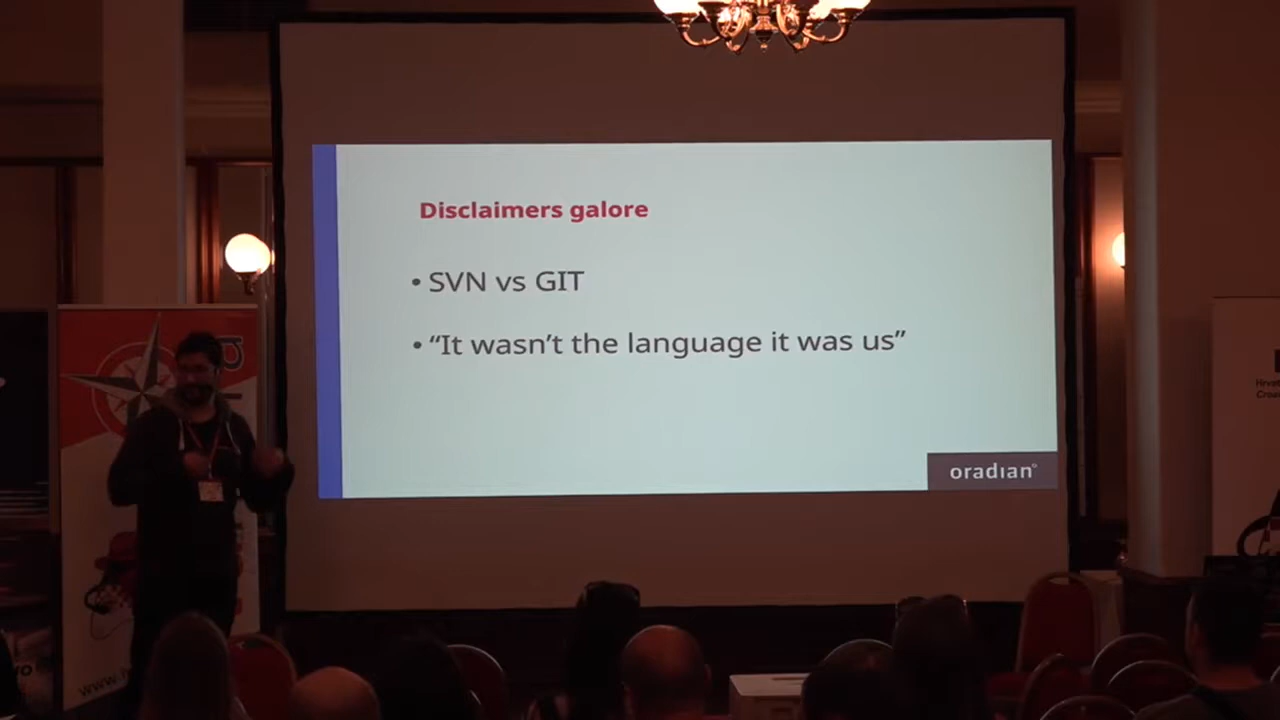 Disclaimers galore
• SVN vs GIT
• “It wasn’t the language it was us”
oradian